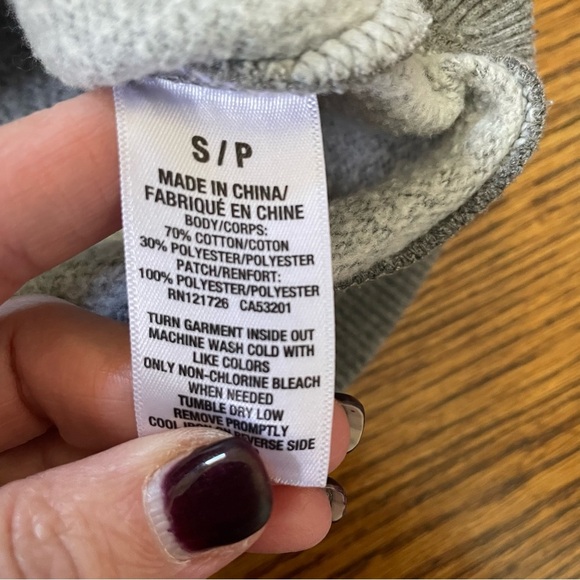 S / P
MADE IN CHINA/
FABRIQUÉ EN CHINE
BODY/CORPS:
70% COTTON/COTON
30% POLYESTER/POLYESTER
PATCH/RENFORT:
100% POLYESTER/POLYESTER
RN121726 CA53201
TURN GARMENT INSIDE OUT
MACHINE WASH COLD WITH
LIKE COLORS
ONLY NON-CHLORINE BLEACH
WHEN NEEDED
TUMBLE DRY LOW
REMOVE PROMPTLY
COOL IRON ON REVERSE SIDE